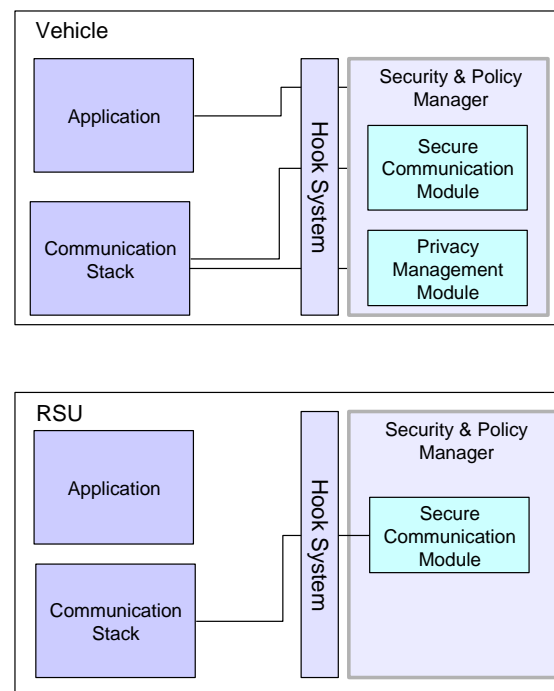 Vehicle
Application
Communication
Stack
Hook System
Security & Policy
Manager
Secure
Communication
Module
Privacy
Management
Module
RSU
Application
Communication
Stack
Hook System
Security & Policy
Manager
Secure
Communication
Module